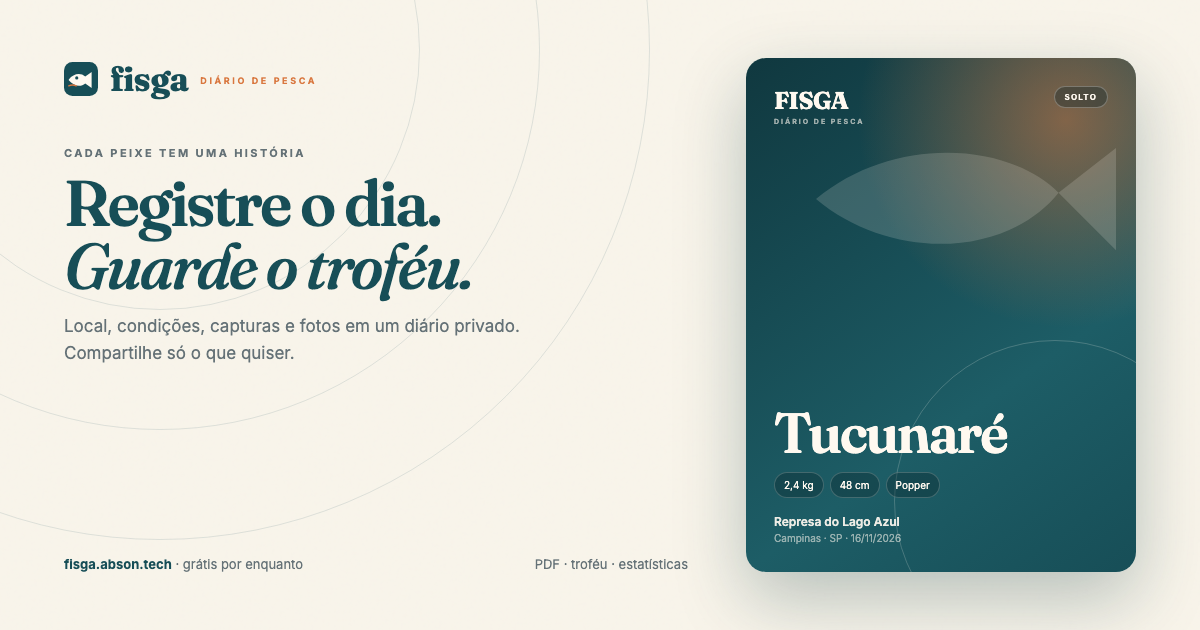 fisga DIÁRIO DE PESCA
CADA PEIXE TEM UMA HISTÓRIA
Registre o dia.
Guarde o troféu.
Local, condições, capturas e fotos em um diário privado.
Compartilhe só o que quiser.
fisga.abson.tech · grátis por enquanto
PDF · troféu · estatísticas
FISGA
DIÁRIO DE PESCA
SOLTO
Tucunaré
2,4 kg
48 cm
Popper
Represa do Lago Azul
Campinas · SP · 16/11/2026